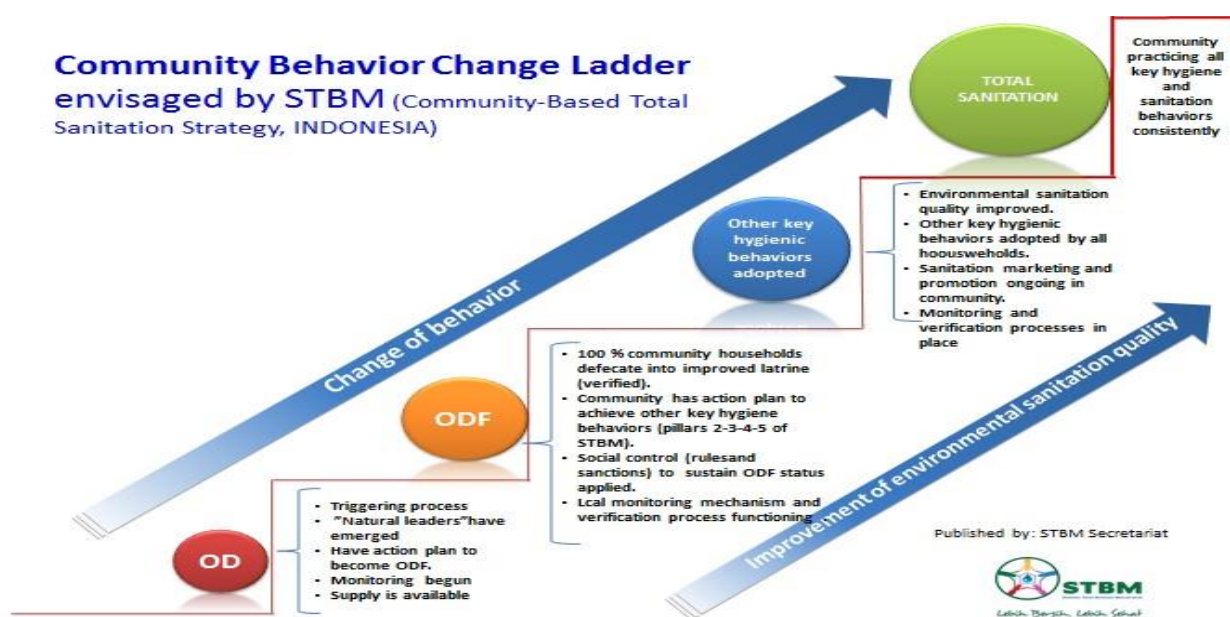 Community Behavior Change Ladder
envisaged by STBM (Community-Based Total
Sanitation Strategy, INDONESIA)
TOTAL
SANITATION
Community
practicing all
key hygiene
and
sanitation
behaviors
consistently
Other key
hygienic
behaviors
adopted
• Environmental sanitation
quality improved.
• Other key hygienic
behaviors adopted by all
hoousweholds.
• Sanitation marketing and
promotion ongoing in
community.
• Monitoring and
verification processes in
place
Change of behavior
ODF
• 100 % community households
defecate into improved latrine
(verified).
• Community has action plan to
achieve other key hygiene
behaviors (pillars 2-3-4-5 of
STBM).
• Social control (rulesand
sanctions) to sustain ODF status
applied.
• Lcal monitoring mechanism and
verification process functioning
Improvement of environmental sanitation quality
OD
• Triggering process
• "Natural leaders"have
emerged
• Have action plan to
become ODF.
• Monitoring begun
• Supply is available
Published by: STBM Secretariat
STBM
Lebih Bersih, Lebih Sehat